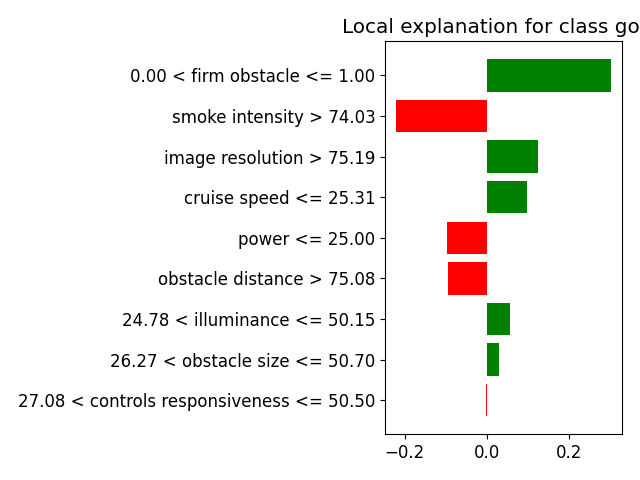 Local explanation for class go
0.00 < firm obstacle <= 1.00
smoke intensity > 74.03
image resolution > 75.19
cruise speed <= 25.31
power <= 25.00
obstacle distance > 75.08
24.78 < illuminance <= 50.15
26.27 < obstacle size <= 50.70
27.08 < controls responsiveness <= 50.50
−0.2 0.0 0.2